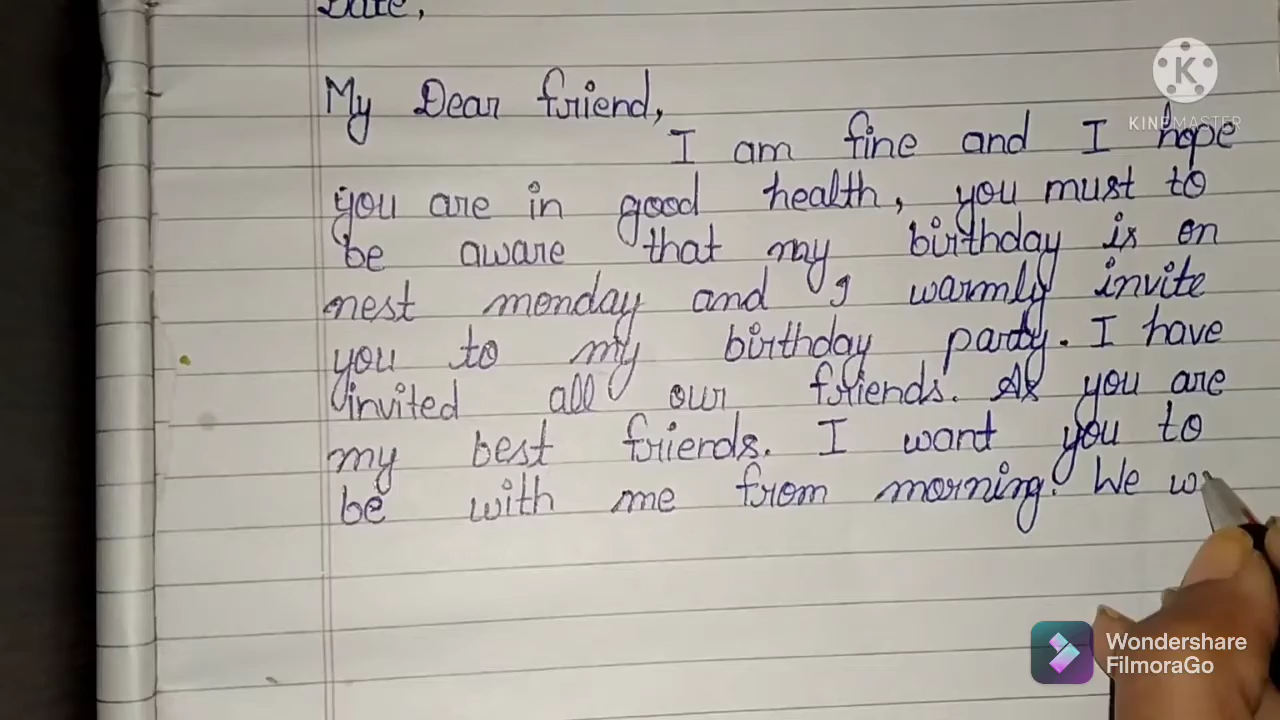 Date,
My Dear friend,
I am fine and I hope
you are in good health, you must to
be aware that my birthday is on
nest monday and I warmly invite
you to my birthday party. I have
invited all our friends. As you are
my best friends. I want you to
be with me from morning. We
KINEMASTER
Wondershare
FilmoraGo